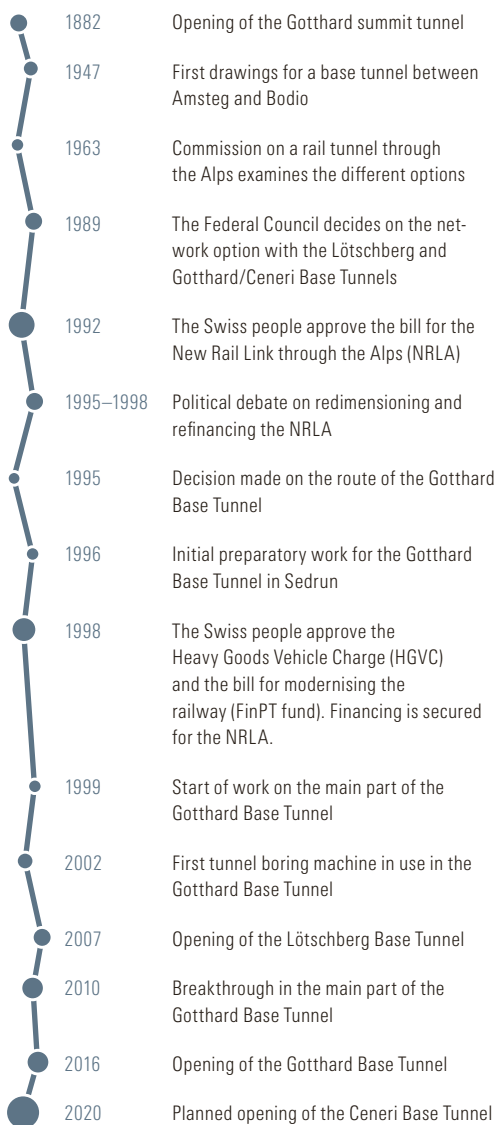 1882 Opening of the Gotthard summit tunnel
1947 First drawings for a base tunnel between
Amsteg and Bodio
1963 Commission on a rail tunnel through
the Alps examines the different options
1989 The Federal Council decides on the net-
work option with the Lötschberg and
Gotthard/Ceneri Base Tunnels
1992 The Swiss people approve the bill for the
New Rail Link through the Alps (NRLA)
1995–1998 Political debate on redimensioning and
refinancing the NRLA
1995 Decision made on the route of the Gotthard
Base Tunnel
1996 Initial preparatory work for the Gotthard
Base Tunnel in Sedrun
1998 The Swiss people approve the
Heavy Goods Vehicle Charge (HGVC)
and the bill for modernising the
railway (FinPT fund). Financing is secured
for the NRLA.
1999 Start of work on the main part of the
Gotthard Base Tunnel
2002 First tunnel boring machine in use in the
Gotthard Base Tunnel
2007 Opening of the Lötschberg Base Tunnel
2010 Breakthrough in the main part of the
Gotthard Base Tunnel
2016 Opening of the Gotthard Base Tunnel
2020 Planned opening of the Ceneri Base Tunnel